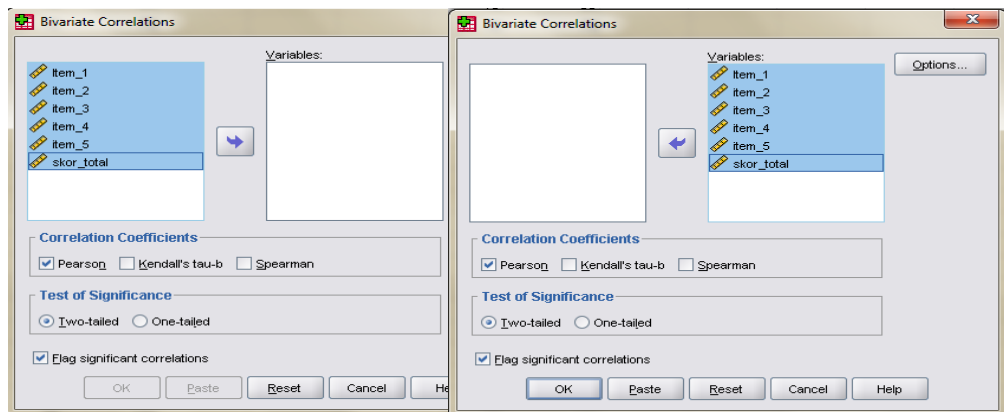 Bivariate Correlations
Variables:
Item_1
item_2
item_3
item_4
item_5
skor_total
Correlation Coefficients
Pearson Kendall's tau-b Spearman
Test of Significance
Two-tailed One-tailed
Flag significant correlations
OK Paste Reset Cancel He
Bivariate Correlations
Variables:
Item_1
item_2
item_3
item_4
item_5
skor_total
Options...
Correlation Coefficients
Pearson Kendall's tau-b Spearman
Test of Significance
Two-tailed One-tailed
Flag significant correlations
OK Paste Reset Cancel Help